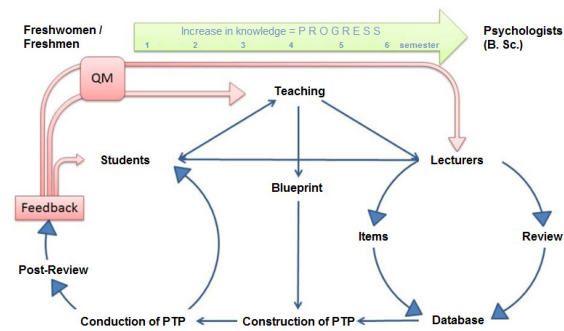 Freshwomen /
Freshmen
Increase in knowledge = P R O G R E S S
1 2 3 4 5 6 semester
Psychologists
(B. Sc.)
QM
Teaching
Students
Lecturers
Blueprint
Feedback
Items
Review
Post-Review
Conduction of PTP
Construction of PTP
Database